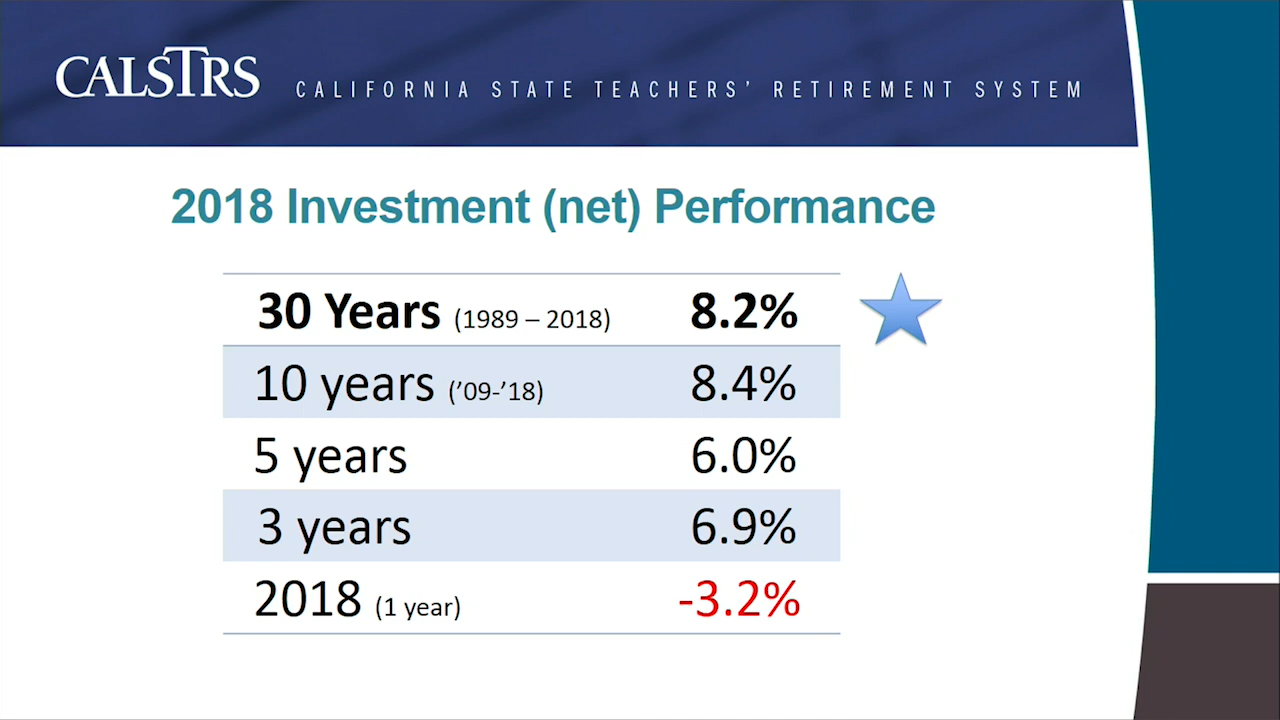 CALSTRS CALIFORNIA STATE TEACHERS’ RETIREMENT SYSTEM
2018 Investment (net) Performance
30 Years (1989 – 2018) 8.2%
10 years (’09-’18) 8.4%
5 years 6.0%
3 years 6.9%
2018 (1 year) -3.2%